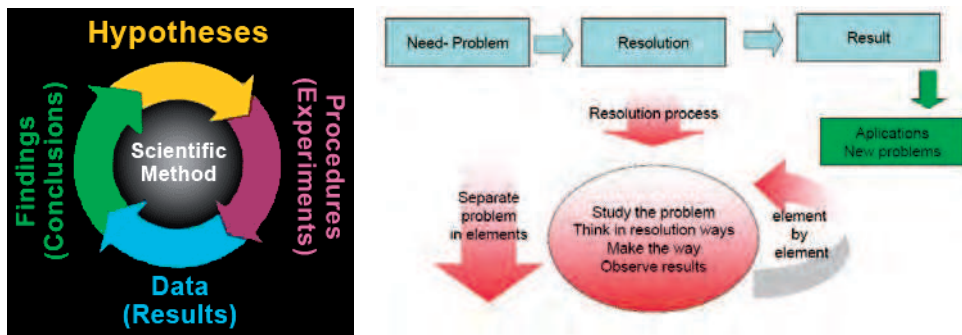 Hypotheses
Procedures
(Experiments)
Scientific
Method
Findings
(Conclusions)
Data
(Results)
Need- Problem
Resolution
Result
Resolution process
Aplications
New problems
Separate
problem
in elements
Study the problem
Think in resolution ways
Make the way
Observe results
element
by
element